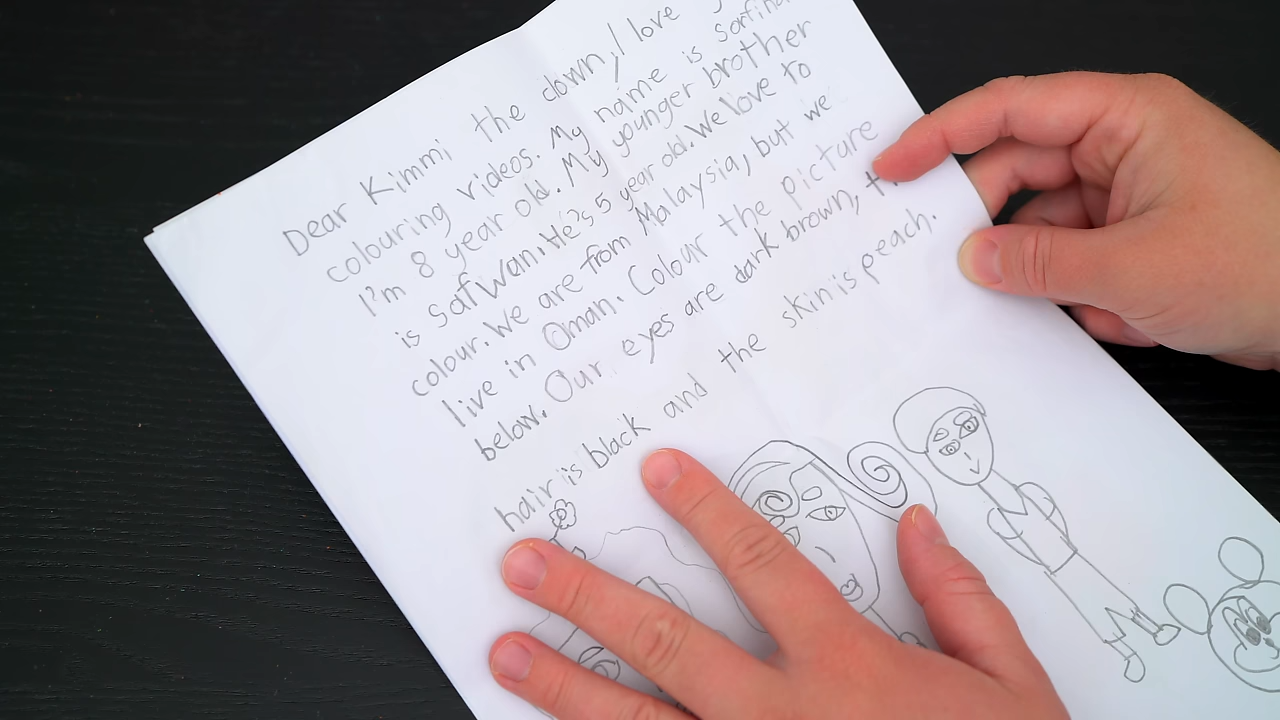 Dear Kimmi the clown, I love
colouring videos. My name is
I'm 8 year old. My younger brother
is Safwan. He's 5 year old. We love to
colour. We are from Malaysia, but we
live in Oman. Colour the picture
below. Our eyes are dark brown,
hair is black and the skin is peach.